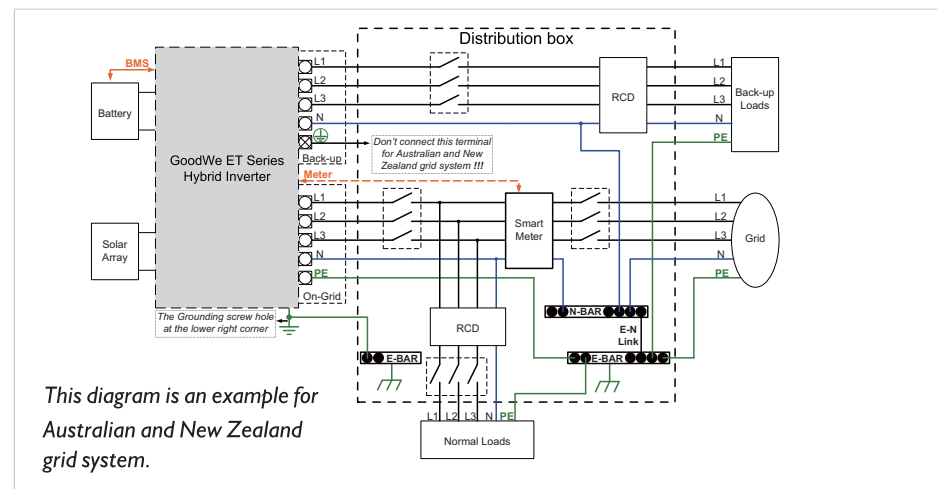 Distribution box
BMS
Battery
GoodWe ET Series
Hybrid Inverter
Solar
Array
L1
L2
L3
N
Back-up
Don't connect this terminal
for Australian and New
Zealand grid system !!!
RCD
L1
L2
L3
N
PE
Back-up
Loads
Meter
L1
L2
L3
N
PE
On-Grid
Smart
Meter
L1
L2
L3
N
PE
Grid
The Grounding screw hole
at the lower right corner
RCD
N-BAR
E-N
Link
E-BAR
E-BAR
L1 L2 L3 N PE
Normal Loads
This diagram is an example for
Australian and New Zealand
grid system.